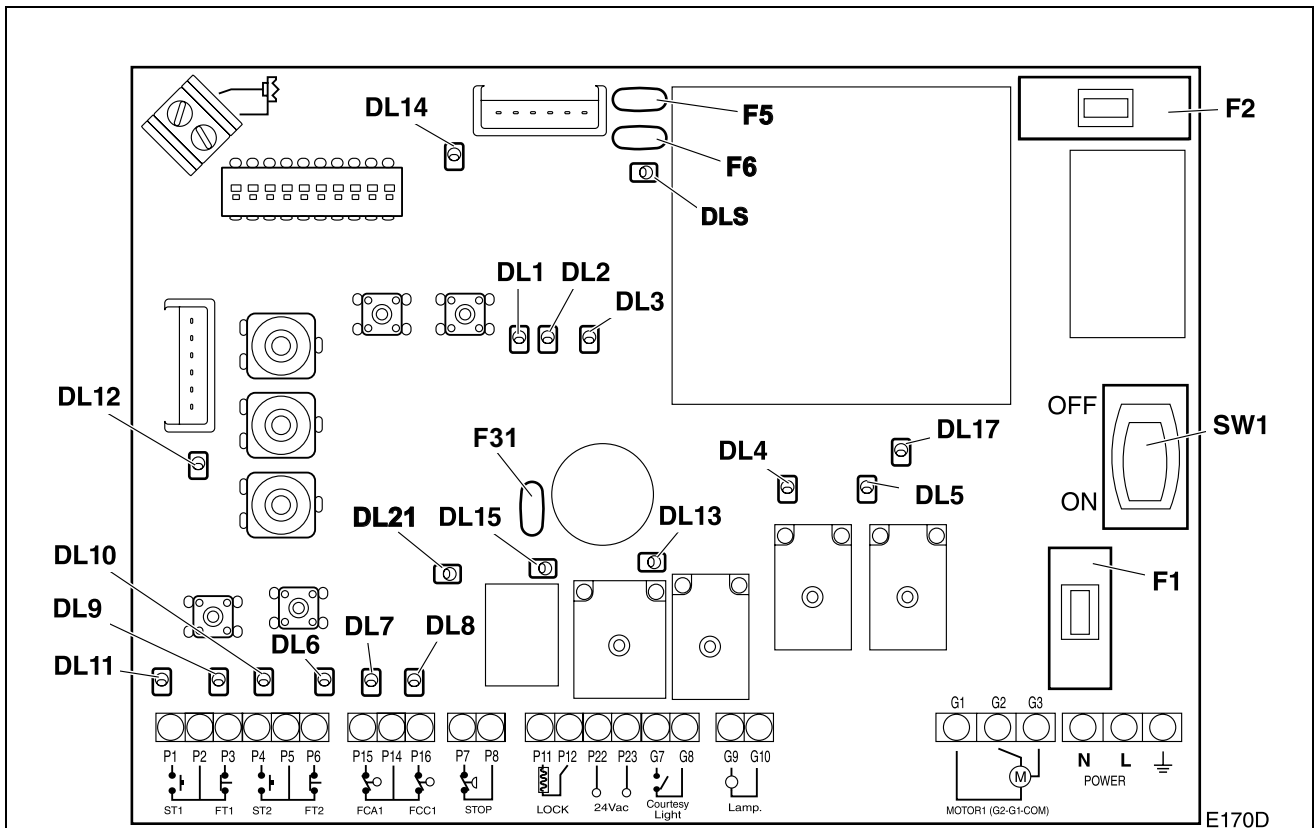 DL14
F5
F2
F6
DLS
DL1 DL2
DL3
DL12
OFF
SW1
ON
F31
DL4
DL17
DL5
DL21 DL15
DL13
DL10
F1
DL9
DL6 DL7 DL8
DL11
G1 G2 G3
P1 P2 P3 P4 P5 P6 P15 P14 P16 P7 P8 P11 P12 P22 P23 G7 G8 G9 G10
N L
POWER
M
ST1 FT1 ST2 FT2 FCA1 FCC1 STOP LOCK 24Vac Courtesy Light Lamp. MOTOR1 (G2-G1-COM)
E170D